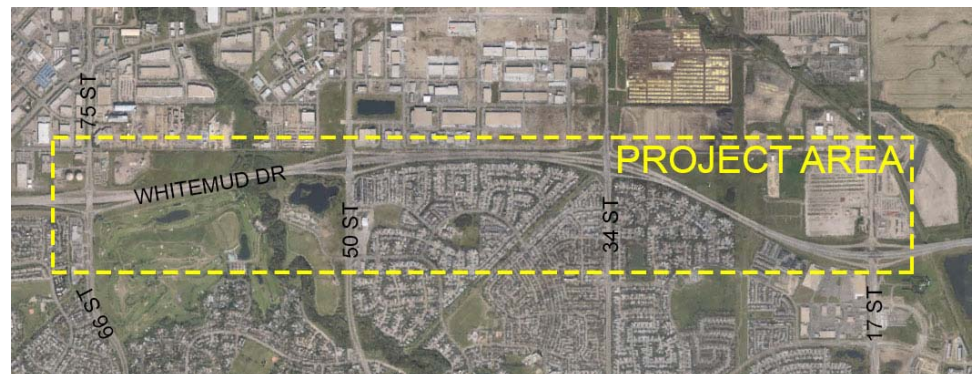 75 ST
PROJECT AREA
WHITEMUD DR
50 ST
34 ST
66 ST
17 ST